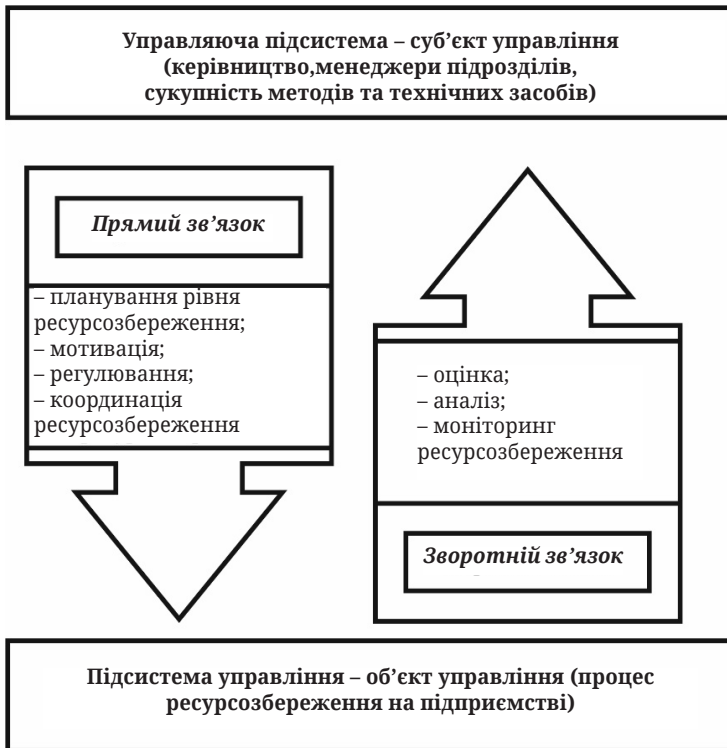 Управляюча підсистема – суб’єкт управління
(керівництво,менеджери підрозділів,
сукупність методів та технічних засобів)
Прямий зв’язок
– планування рівня
ресурсозбереження;
– мотивація;
– регулювання;
– координація
ресурсозбереження
– оцінка;
– аналіз;
– моніторинг
ресурсозбереження
Зворотній зв’язок
Підсистема управління – об’єкт управління (процес
ресурсозбереження на підприємстві)